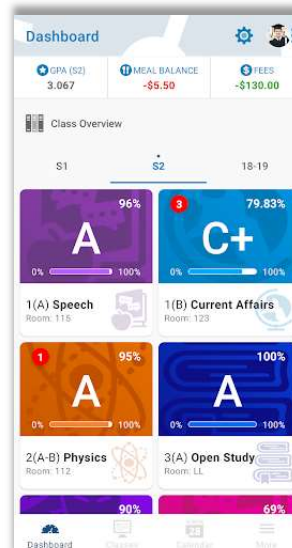 Dashboard
GPA (S2)
3.067
MEAL BALANCE
-$5.50
FEES
-$130.00
Class Overview
S1
S2
18-19
96%
A
0% 100%
1(A) Speech
Room: 115
3
79.83%
C+
0% 100%
1(B) Current Affairs
Room: 123
1
95%
A
0% 100%
2(A-B) Physics
Room: 112
100%
A
0% 100%
3(A) Open Study
Room: LL
90%
69%
Dashboard
Classes
28
Calendar
More